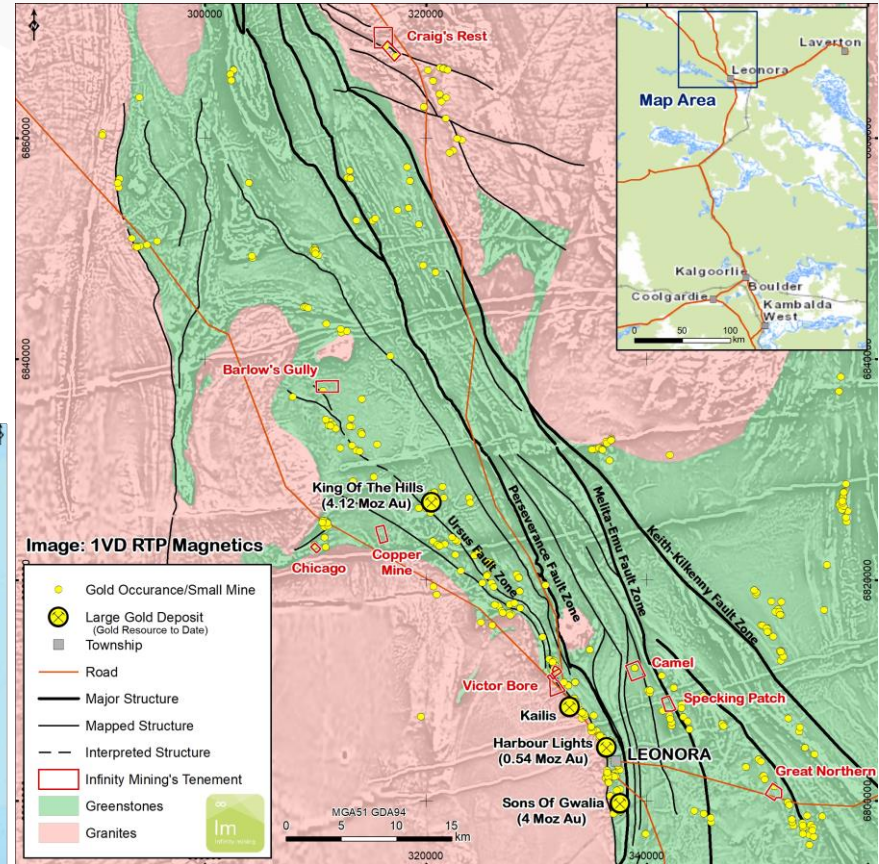 300000
320000
6860000
6860000
Craig's Rest
Laverton
Leonora
Map Area
Kalgoorlie
Boulder
Coolgardie
Kambalda
West
0 50 100
km
6840000
6840000
Barlow's Gully
King Of The Hills
(4.12 Moz Au)
Ursus Fault Zone
Perseverance Fault Zone
Melita-Emu Fault Zone
Keith-Kilkenny Fault Zone
Chicago
Copper
Mine
6820000
Victor Bore
Camel
Specking Patch
Kailis
Harbour Lights
(0.54 Moz Au)
LEONORA
Great Northern
Sons Of Gwalia
(4 Moz Au)
6800000
Image: 1VD RTP Magnetics
Gold Occurance/Small Mine
Large Gold Deposit
(Gold Resource to Date)
Township
Road
Major Structure
Mapped Structure
Interpreted Structure
Infinity Mining's Tenement
Greenstones
Granites
Im
infinity mining
MGA51 GDA94
0 5 10 15
km
320000
340000